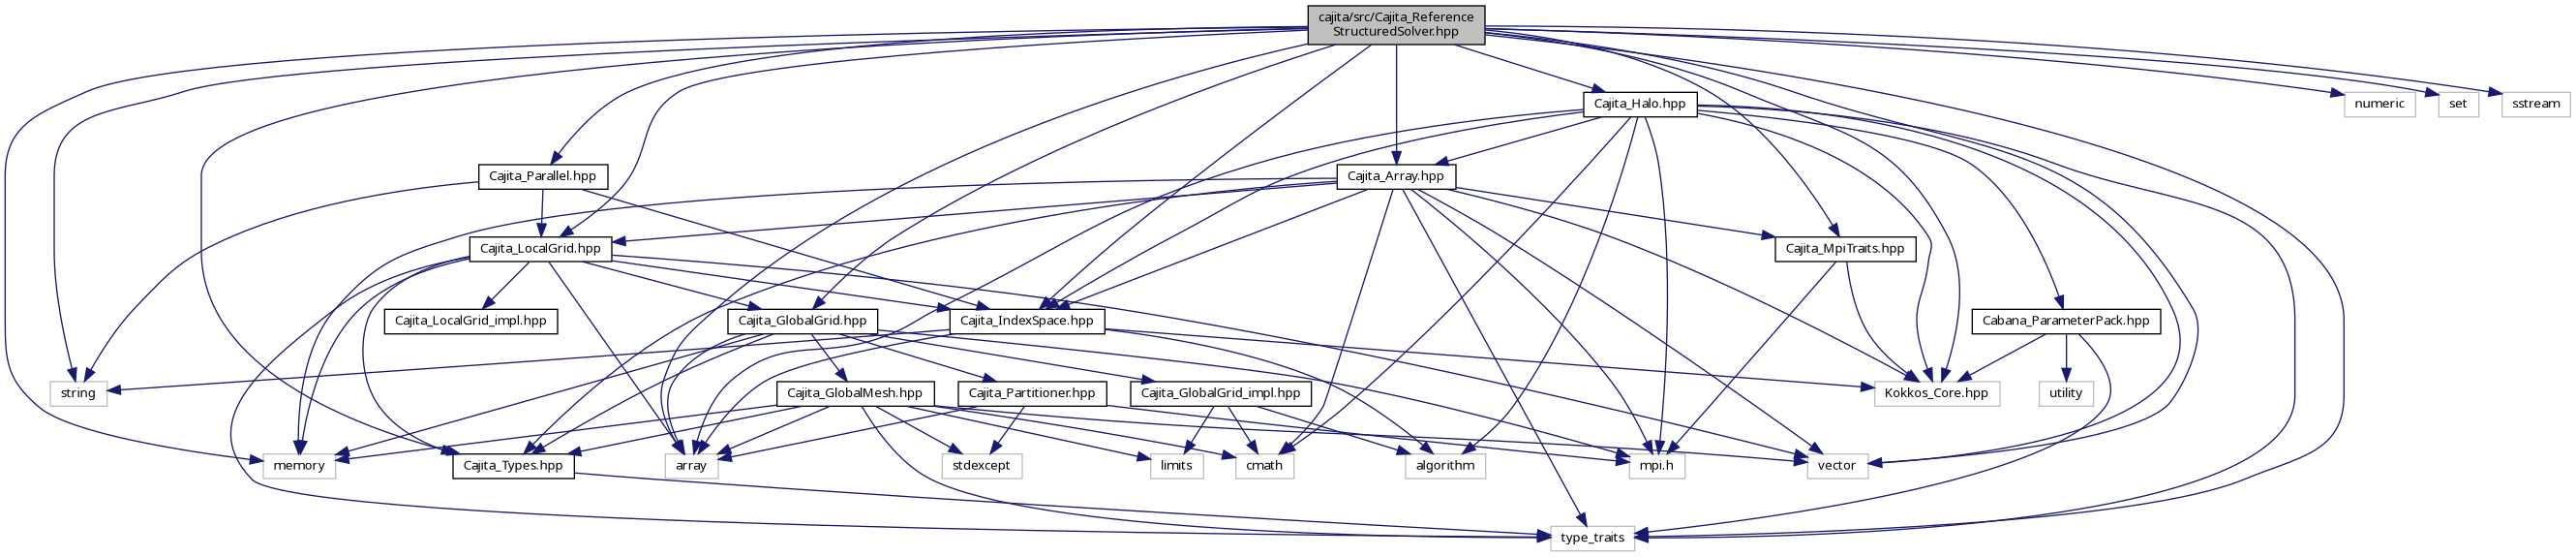 cajita/src/Cajita_Reference
StructuredSolver.hpp
Cajita_Halo.hpp
numeric
set
sstream
Cajita_Parallel.hpp
Cajita_Array.hpp
Cajita_LocalGrid.hpp
Cajita_MpiTraits.hpp
Cajita_LocalGrid_impl.hpp
Cajita_GlobalGrid.hpp
Cajita_IndexSpace.hpp
Cabana_ParameterPack.hpp
string
Cajita_GlobalMesh.hpp
Cajita_Partitioner.hpp
Cajita_GlobalGrid_impl.hpp
Kokkos_Core.hpp
utility
memory
Cajita_Types.hpp
array
stdexcept
limits
cmath
algorithm
mpi.h
vector
type_traits